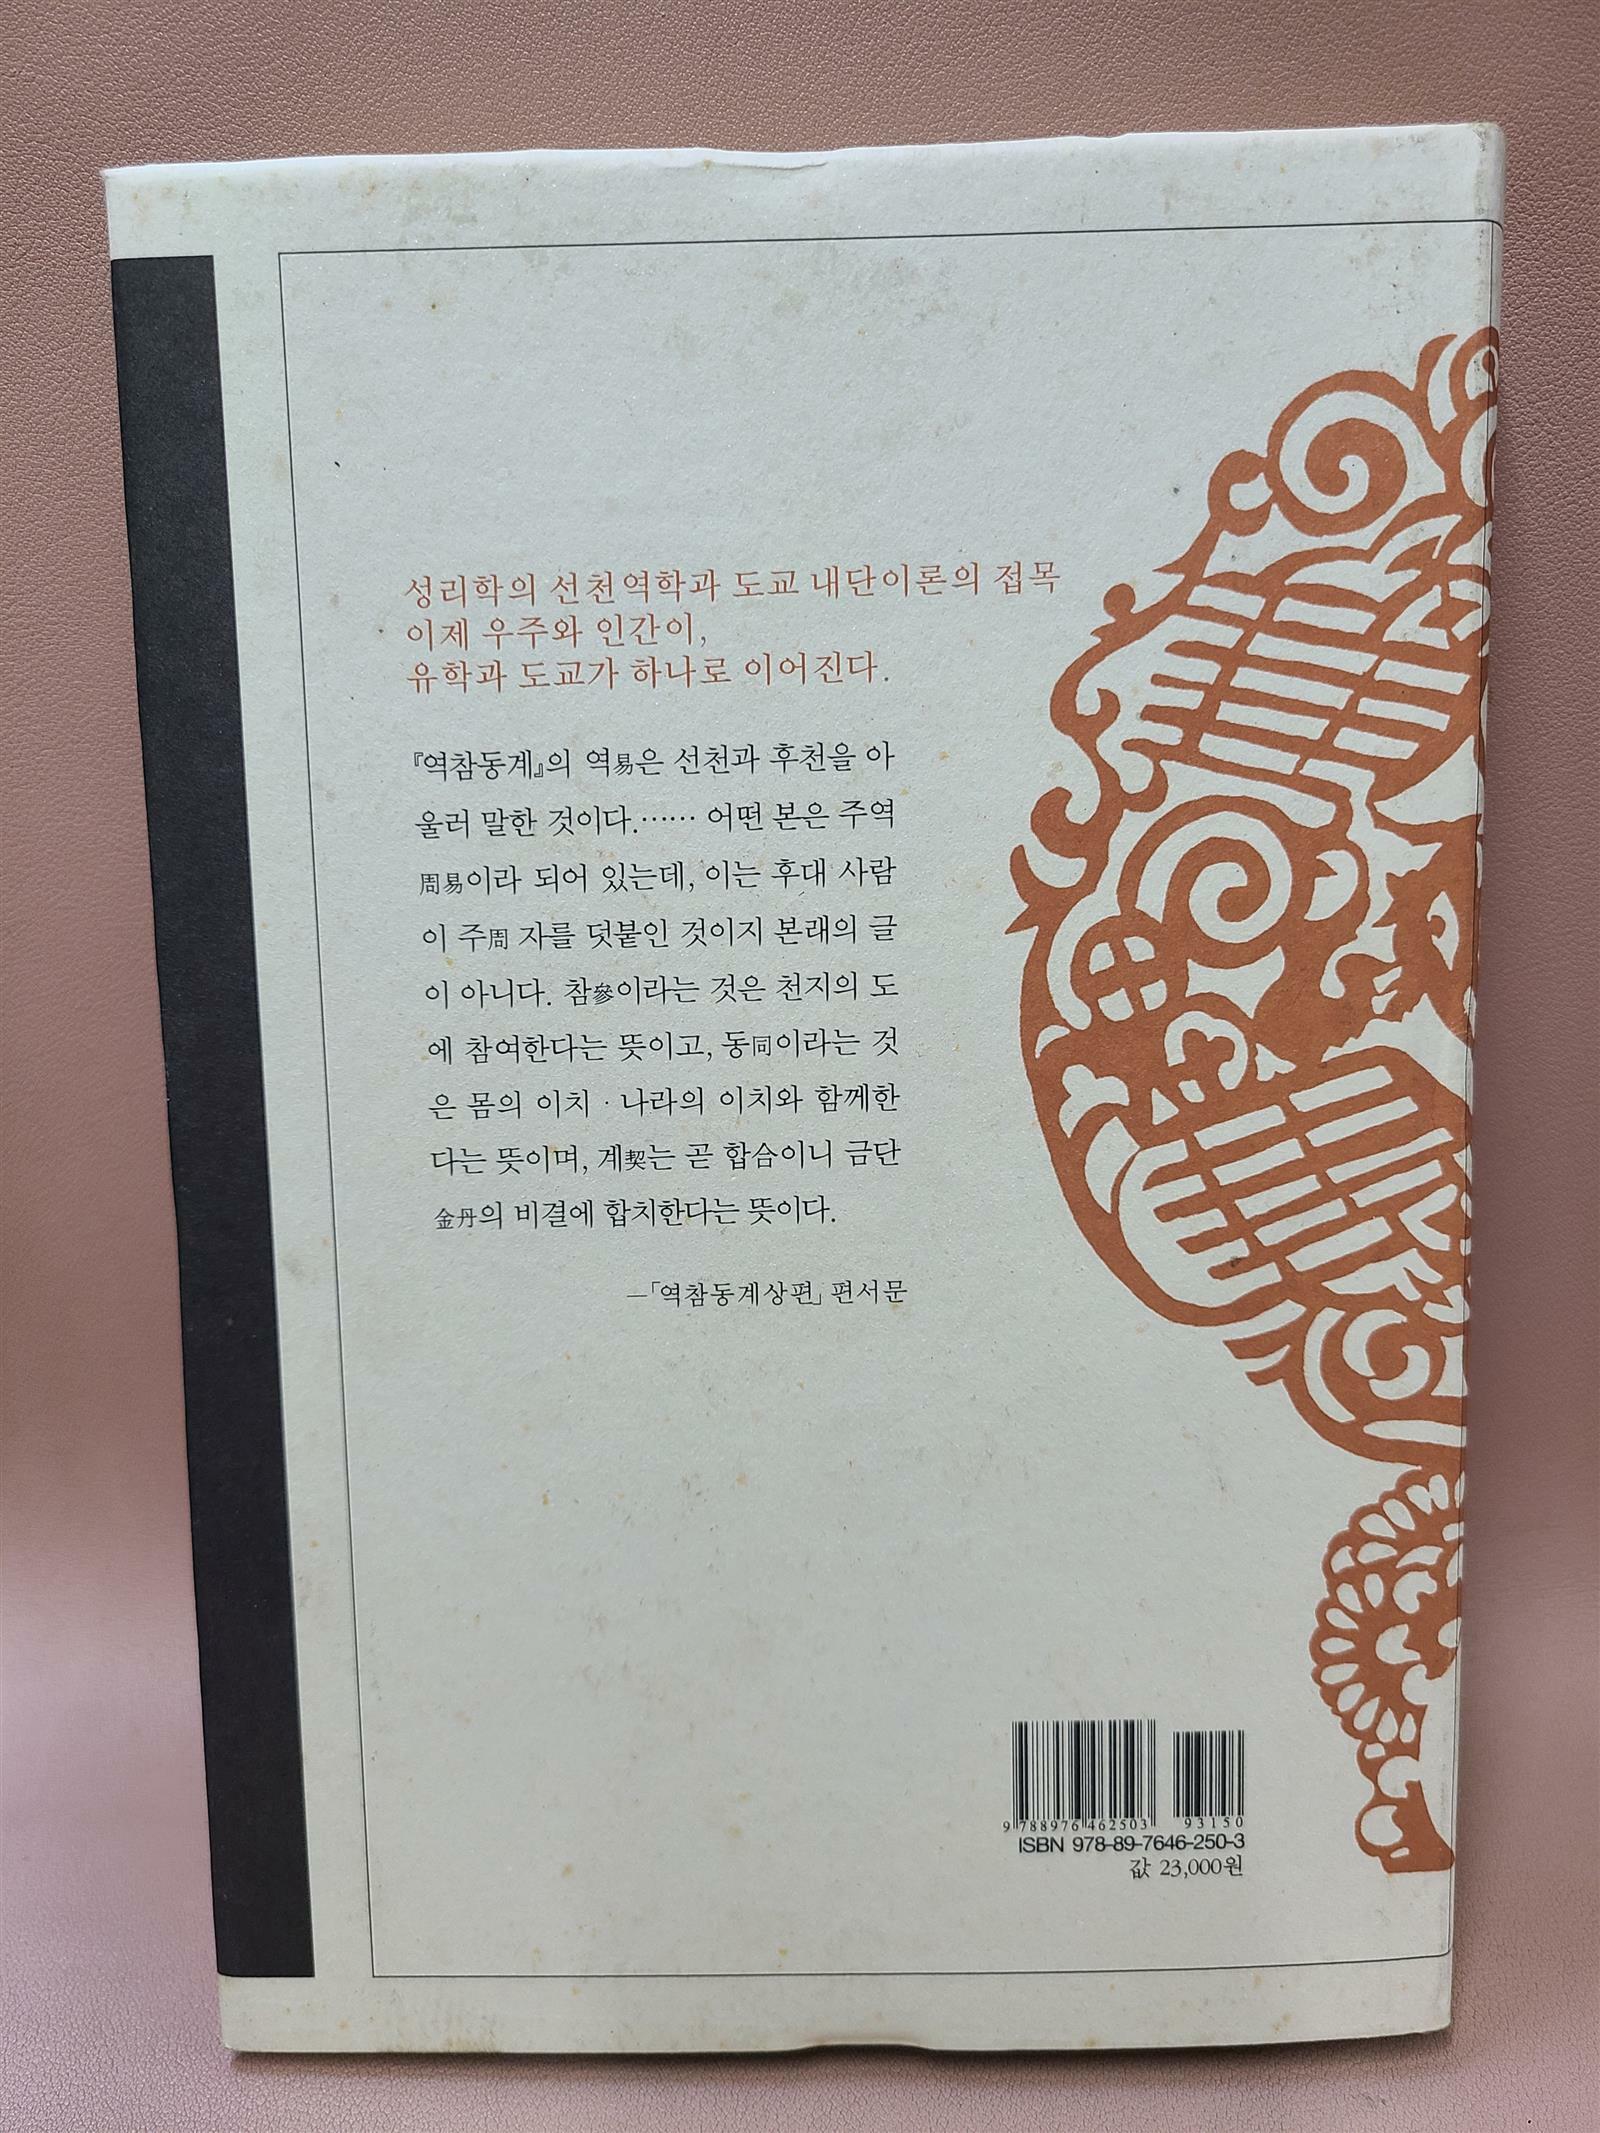 성리학의 선천역학과 도교 내단이론의 접목
이제 우주와 인간이,
유학과 도교가 하나로 이어진다.
『역참동계』의 역易은 선천과 후천을 아
울러 말한 것이다.…… 어떤 본은 주역
周易이라 되어 있는데, 이는 후대 사람
이 주周 자를 덧붙인 것이지 본래의 글
이 아니다. 참參이라는 것은 천지의 도
에 참여한다는 뜻이고, 동同이라는 것
은 몸의 이치 · 나라의 이치와 함께한
다는 뜻이며, 계契는 곧 합合이니 금단
金丹의 비결에 합치한다는 뜻이다.
—「역참동계상편」 편서문
9 788976 462503
93150
ISBN 978-89-7646-250-3
값 23,000원